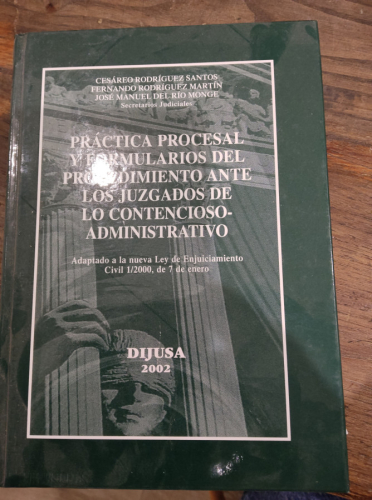 CESÁREO RODRÍGUEZ SANTOS
FERNANDO RODRÍGUEZ MARTÍN
JOSÉ MANUEL DEL RÍO MONGE
Secretarios Judiciales
PRÁCTICA PROCESAL
Y FORMULARIOS DEL
PROCEDIMIENTO ANTE
LOS JUZGADOS DE
LO CONTENCIOSO-
ADMINISTRATIVO
Adaptado a la nueva Ley de Enjuiciamiento
Civil 1/2000, de 7 de enero
DIJUSA
2002